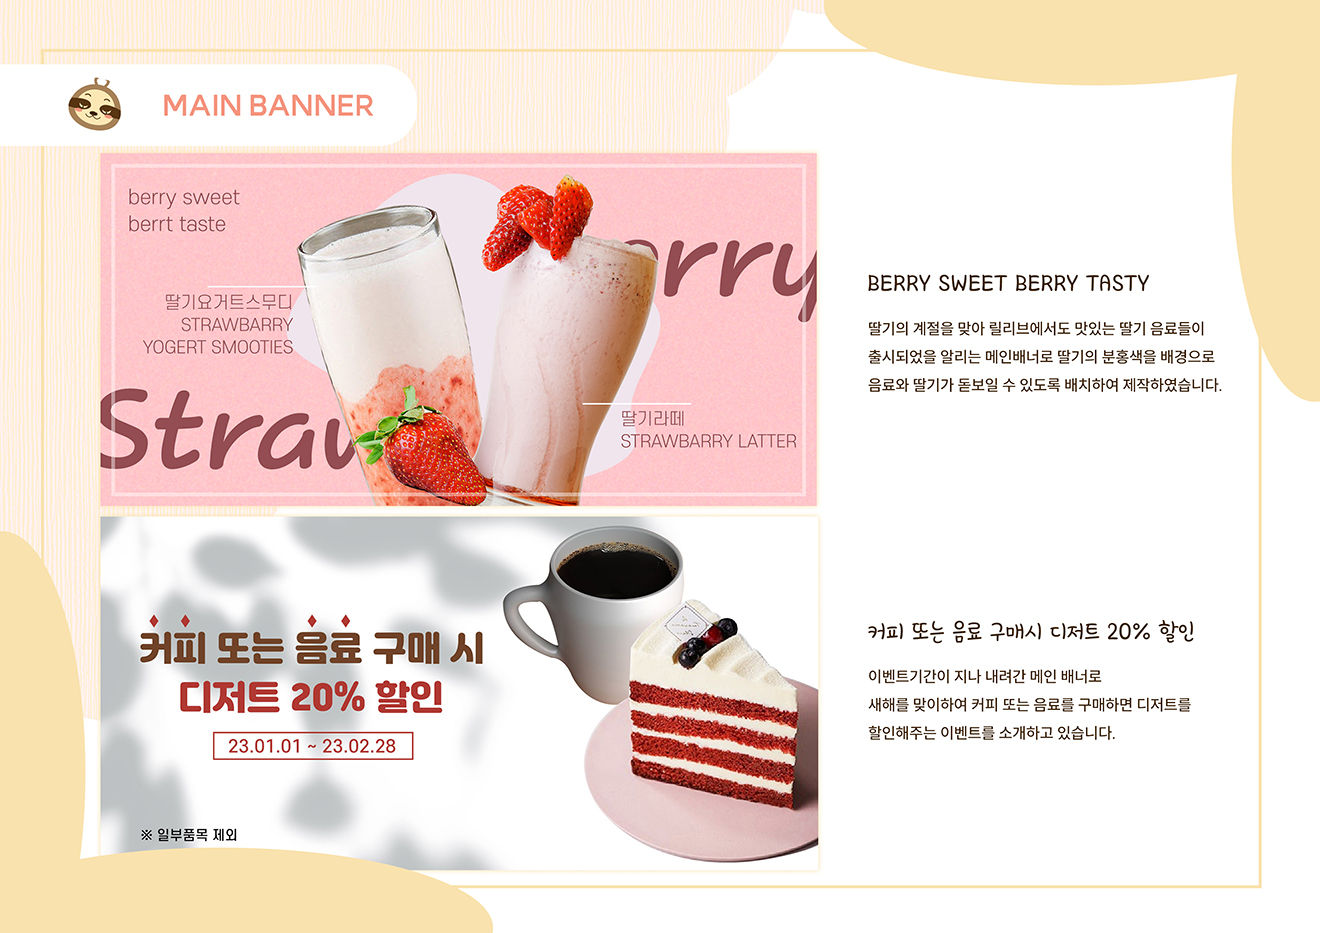 MAIN BANNER
berry sweet
berrt taste
erry
딸기요거트스무디
STRAWBARRY
YOGERT SMOOTIES
Straw
딸기라떼
STRAWBARRY LATTER
BERRY SWEET BERRY TASTY
딸기의 계절을 맞아 릴리브에서도 맛있는 딸기 음료들이
출시되었을 알리는 메인배너로 딸기의 분홍색을 배경으로
음료와 딸기가 돋보일 수 있도록 배치하여 제작하였습니다.
커피 또는 음료 구매 시
디저트 20% 할인
23.01.01 ~ 23.02.28
※ 일부품목 제외
커피 또는 음료 구매시 디저트 20% 할인
이벤트기간이 지나 내려간 메인 배너로
새해를 맞이하여 커피 또는 음료를 구매하면 디저트를
할인해주는 이벤트를 소개하고 있습니다.